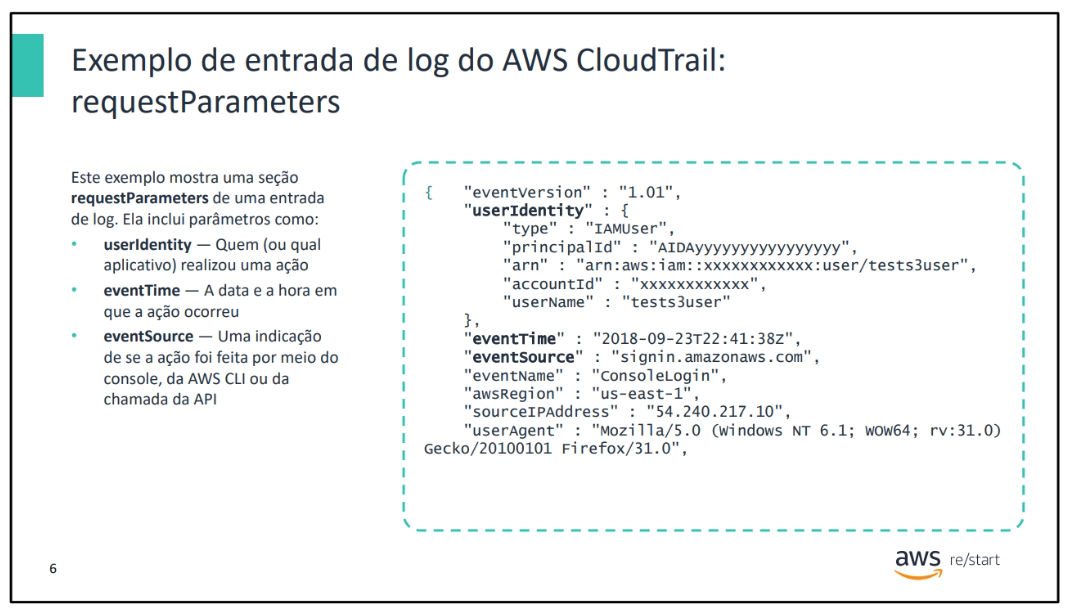 Exemplo de entrada de log do AWS CloudTrail:
requestParameters
Este exemplo mostra uma seção
requestParameters de uma entrada
de log. Ela inclui parâmetros como:
• userIdentity — Quem (ou qual
aplicativo) realizou uma ação
• eventTime — A data e a hora em
que a ação ocorreu
• eventSource — Uma indicação
de se a ação foi feita por meio do
console, da AWS CLI ou da
chamada da API
{ "eventVersion" : "1.01",
"userIdentity" : {
"type" : "IAMUser",
"principalId" : "AIDAyyyyyyyyyyyyyyyyy",
"arn" : "arn:aws:iam::xxxxxxxxxxxx:user/tests3user",
"accountId" : "xxxxxxxxxxxx",
"userName" : "tests3user"
},
"eventTime" : "2018-09-23T22:41:38Z",
"eventSource" : "signin.amazonaws.com",
"eventName" : "ConsoleLogin",
"awsRegion" : "us-east-1",
"sourceIPAddress" : "54.240.217.10",
"userAgent" : "Mozilla/5.0 (Windows NT 6.1; WOW64; rv:31.0)
Gecko/20100101 Firefox/31.0",
6
aws re/start